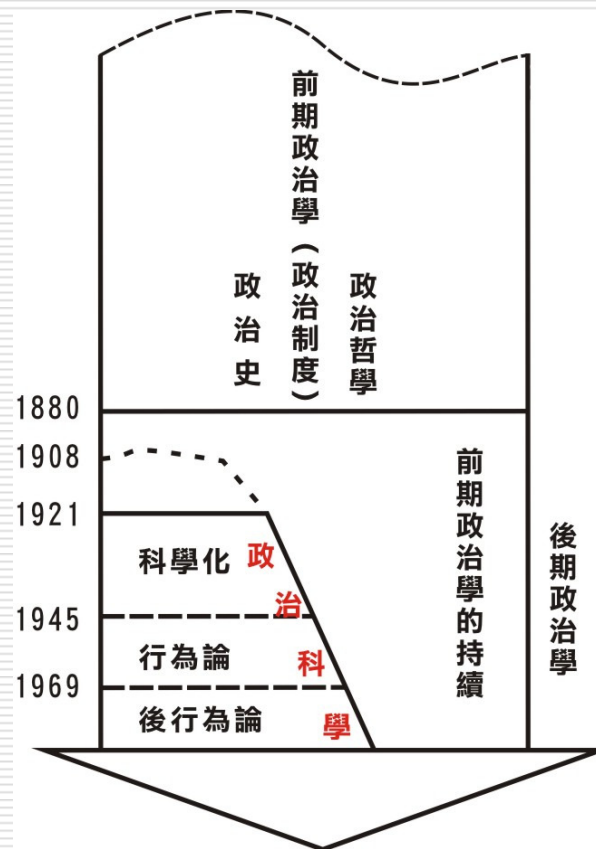 前期政治學(政治制度)
政治哲學
政治史
1880
1908
1921
1945
1969
前期政治學的持續
後期政治學
科學化
行為論
後行為論
政治科學